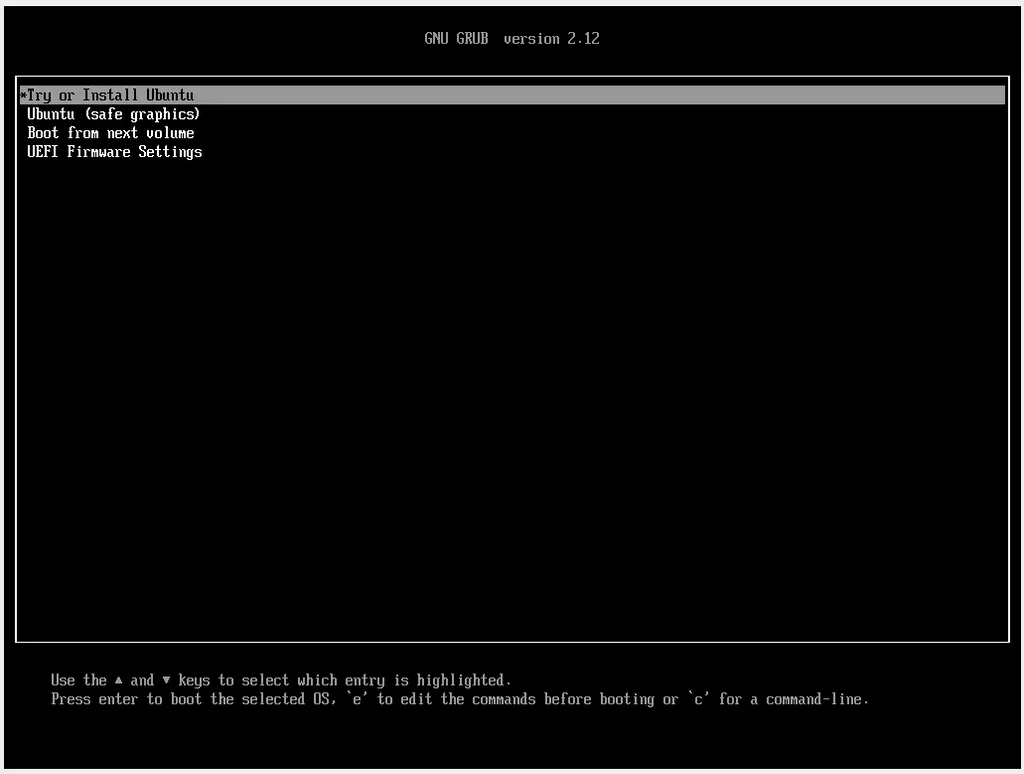 GNU GRUB  version 2.12
*Try or Install Ubuntu
Ubuntu (safe graphics)
Boot from next volume
UEFI Firmware Settings
Use the ▲ and ▼ keys to select which entry is highlighted.
Press enter to boot the selected OS, `e' to edit the commands before booting or `c' for a command-line.